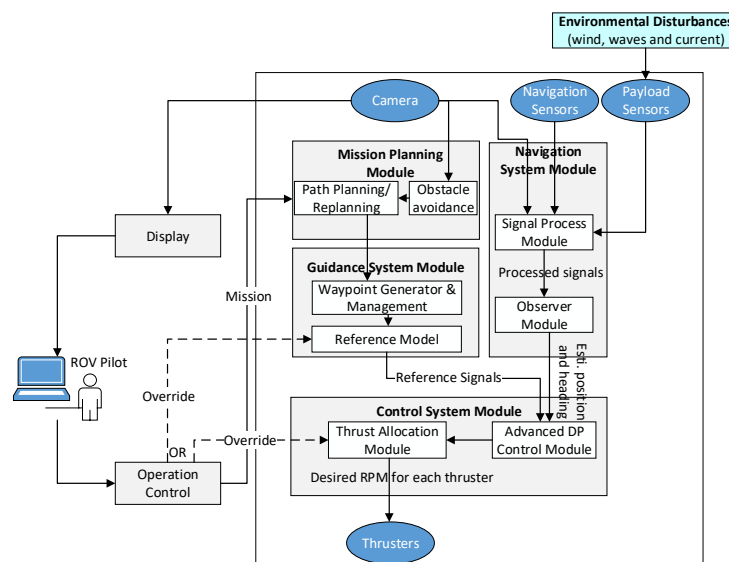 Environmental Disturbances
(wind, waves and current)
Camera
Navigation
Sensors
Payload
Sensors
Mission Planning
Module
Navigation
System Module
Path Planning/
Replanning
Obstacle
avoidance
Signal Process
Module
Display
Processed signals
Guidance System Module
Waypoint Generator &
Management
Mission
Observer
Module
Reference Model
ROV Pilot
Esti. position
and heading
Reference Signals
Override
Control System Module
OR
Override
Thrust Allocation
Module
Advanced DP
Control Module
Operation
Control
Desired RPM for each thruster
Thrusters